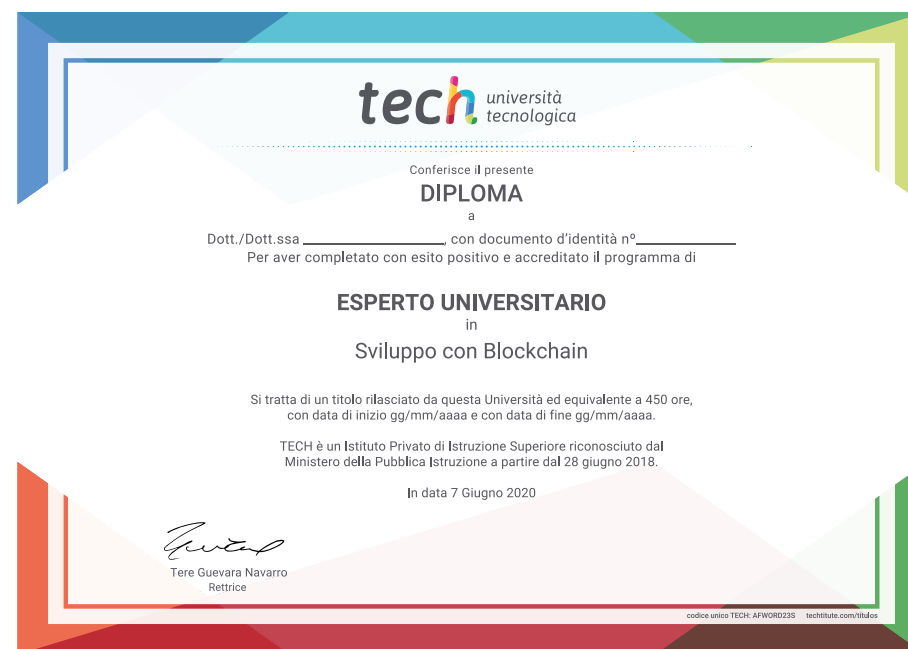 tech università
tecnologica
Conferisce il presente
DIPLOMA
a
Dott./Dott.ssa ____________________, con documento d'identità nº______________
Per aver completato con esito positivo e accreditato il programma di
ESPERTO UNIVERSITARIO
in
Sviluppo con Blockchain
Si tratta di un titolo rilasciato da questa Università ed equivalente a 450 ore,
con data di inizio gg/mm/aaaa e con data di fine gg/mm/aaaa.
TECH è un Istituto Privato di Istruzione Superiore riconosciuto dal
Ministero della Pubblica Istruzione a partire dal 28 giugno 2018.
In data 7 Giugno 2020
Tere Guevara Navarro
Rettrice
codice unico TECH: AFWORD23S techtitute.com/titulos